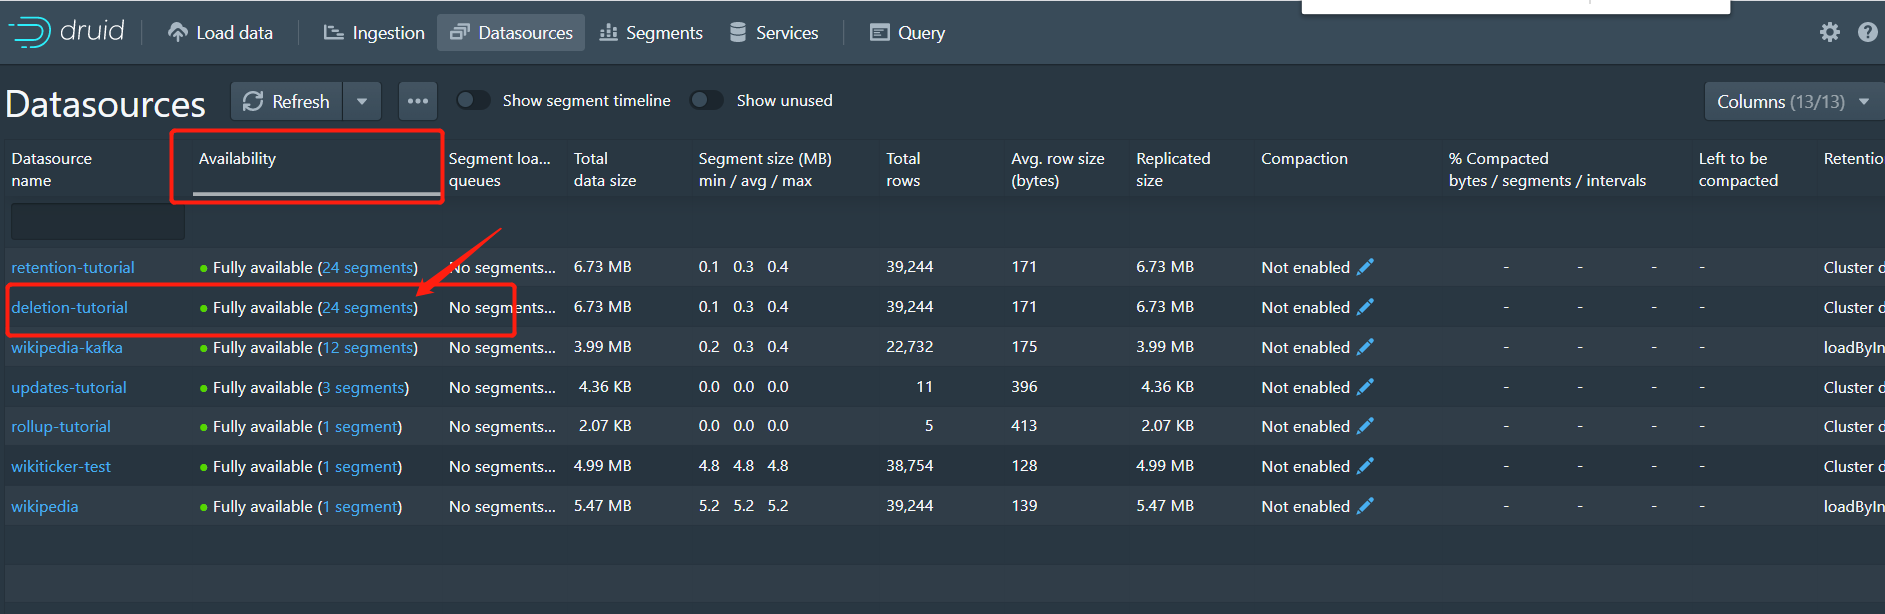 druid Load data Ingestion Datasources Segments Services Query
Datasources Refresh Show segment timeline Show unused Columns (13/13)
Datasource name Availability Segment loa... queues Total data size Segment size (MB) min / avg / max Total rows Avg. row size (bytes) Replicated size Compaction % Compacted bytes / segments / intervals Left to be compacted Retentio
retention-tutorial Fully available (24 segments) No segments... 6.73 MB 0.1 0.3 0.4 39,244 171 6.73 MB Not enabled - - - - Cluster d
deletion-tutorial Fully available (24 segments) No segments... 6.73 MB 0.1 0.3 0.4 39,244 171 6.73 MB Not enabled - - - - Cluster d
wikipedia-kafka Fully available (12 segments) No segments... 3.99 MB 0.2 0.3 0.4 22,732 175 3.99 MB Not enabled - - - - loadByIn
updates-tutorial Fully available (3 segments) No segments... 4.36 KB 0.0 0.0 0.0 11 396 4.36 KB Not enabled - - - - Cluster d
rollup-tutorial Fully available (1 segment) No segments... 2.07 KB 0.0 0.0 0.0 5 413 2.07 KB Not enabled - - - - Cluster d
wikiticker-test Fully available (1 segment) No segments... 4.99 MB 4.8 4.8 4.8 38,754 128 4.99 MB Not enabled - - - - Cluster d
wikipedia Fully available (1 segment) No segments... 5.47 MB 5.2 5.2 5.2 39,244 139 5.47 MB Not enabled - - - - loadByIn